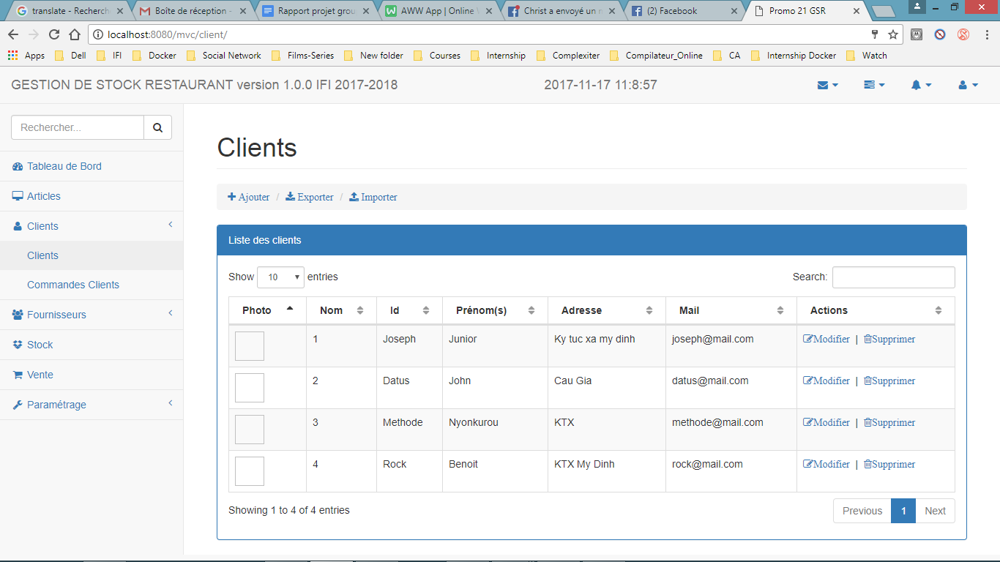 translate - Recherch
Boîte de réception -
Rapport projet grou
AWW App | Online
Christ a envoyé un
(2) Facebook
Promo 21 GSR
localhost:8080/mvc/client/
Apps Dell IFI Docker Social Network Films-Series New folder Courses Internship Complexiter Compilateur_Online CA Internship Docker Watch
GESTION DE STOCK RESTAURANT version 1.0.0 IFI 2017-2018 2017-11-17 11:8:57
Rechercher...
Tableau de Bord
Articles
Clients
Clients
Commandes Clients
Fournisseurs
Stock
Vente
Paramétrage
Clients
Ajouter / Exporter / Importer
Liste des clients
Show 10 entries Search:
Photo Nom Id Prénom(s) Adresse Mail Actions
1 Joseph Junior Ky tuc xa my dinh joseph@mail.com Modifier | Supprimer
2 Datus John Cau Gia datus@mail.com Modifier | Supprimer
3 Methode Nyonkurou KTX methode@mail.com Modifier | Supprimer
4 Rock Benoit KTX My Dinh rock@mail.com Modifier | Supprimer
Showing 1 to 4 of 4 entries Previous 1 Next